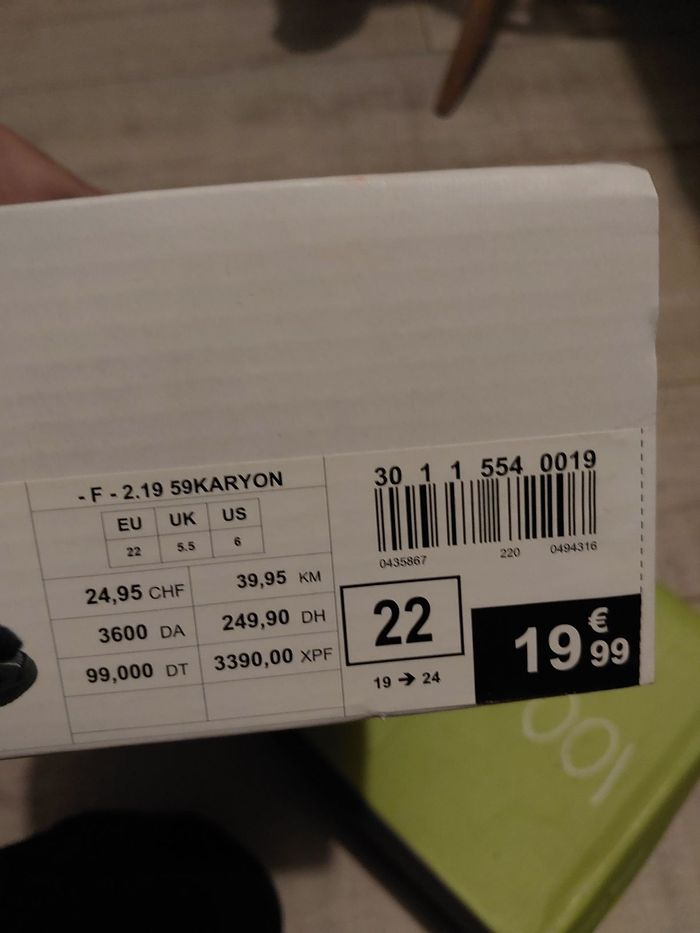 - F - 2.19 59KARYON
EU UK US
22 5.5 6
24,95 CHF 39,95 KM
3600 DA 249,90 DH
99,000 DT 3390,00 XPF
30 1 1 554 0019
0435867 220 0494316
22
19 → 24
19 € 99